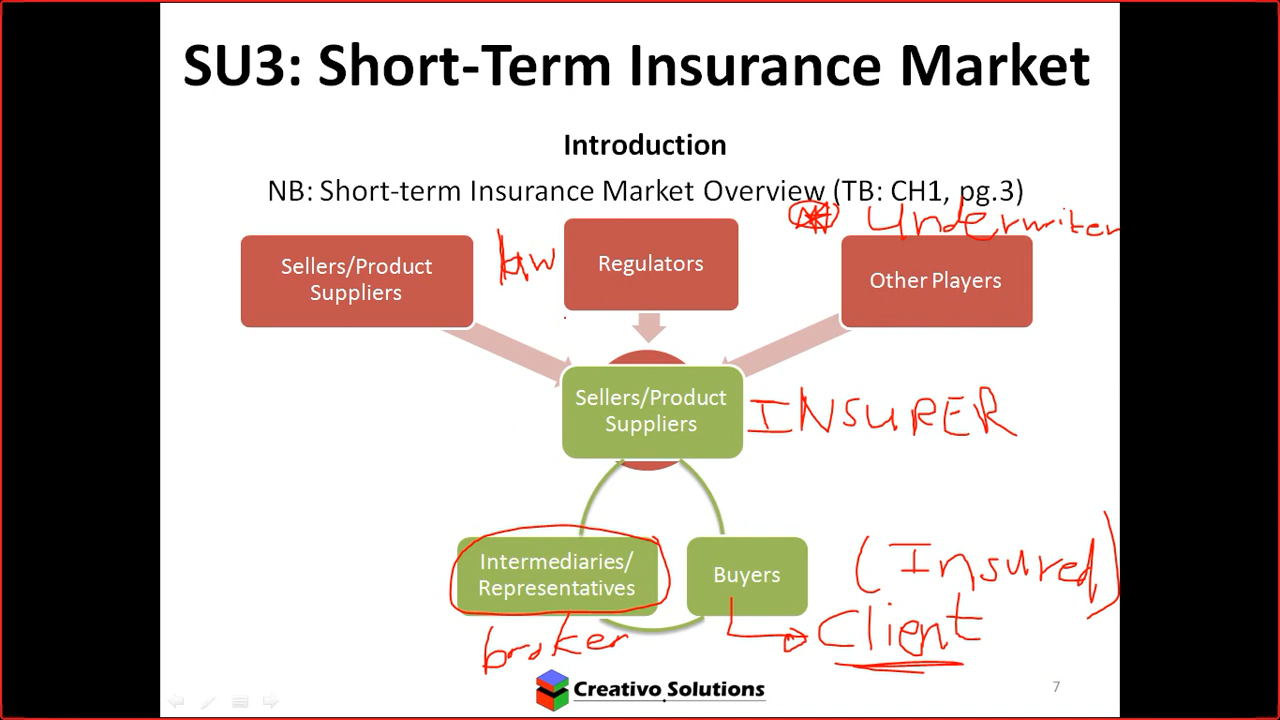 SU3: Short-Term Insurance Market
Introduction
NB: Short-term Insurance Market Overview (TB: CH1, pg.3)
Underwriter
Sellers/Product
Suppliers
law
Regulators
Other Players
Sellers/Product
Suppliers
INSURER
Intermediaries/
Representatives
Buyers
(Insured)
broker
Client
Creativo Solutions
7